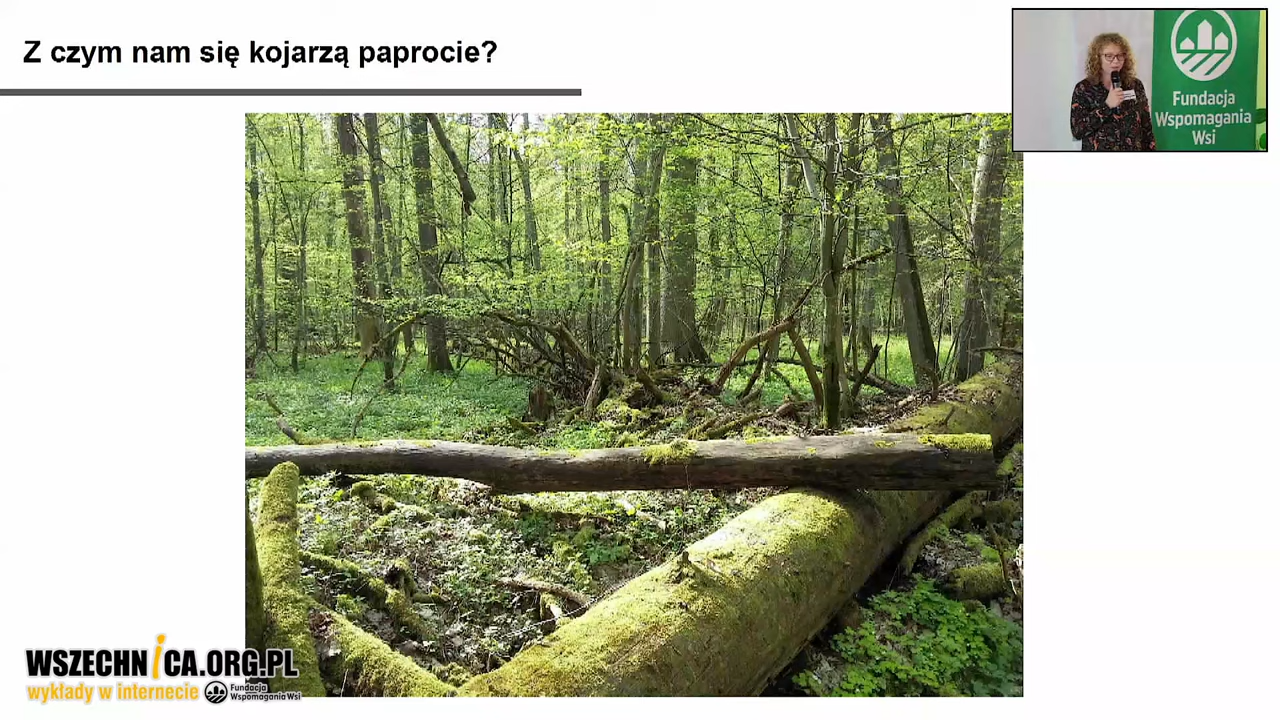 Z czym nam się kojarzą paprocie?
Fundacja
Wspomagania
Wsi
WSZECHNiCA.ORG.PL
wykłady w internecie
Fundacja
Wspomagania Wsi